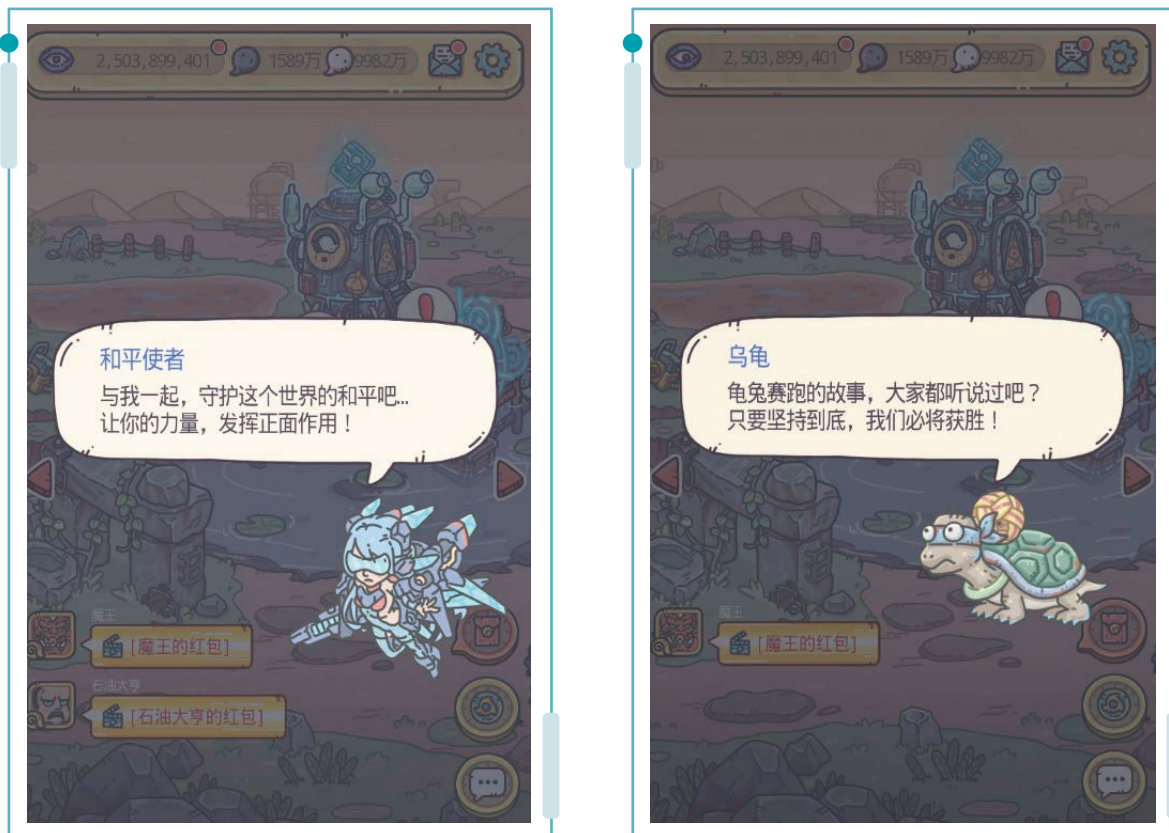 2,503,899,401 1589万 9982万
和平使者
与我一起，守护这个世界的和平吧...
让你的力量，发挥正面作用！
魔王
[魔王的红包]
石油大亨
[石油大亨的红包]
2,503,899,401 1589万 9982万
乌龟
龟兔赛跑的故事，大家都听说过吧？
只要坚持到底，我们必将获胜！
魔王
[魔王的红包]